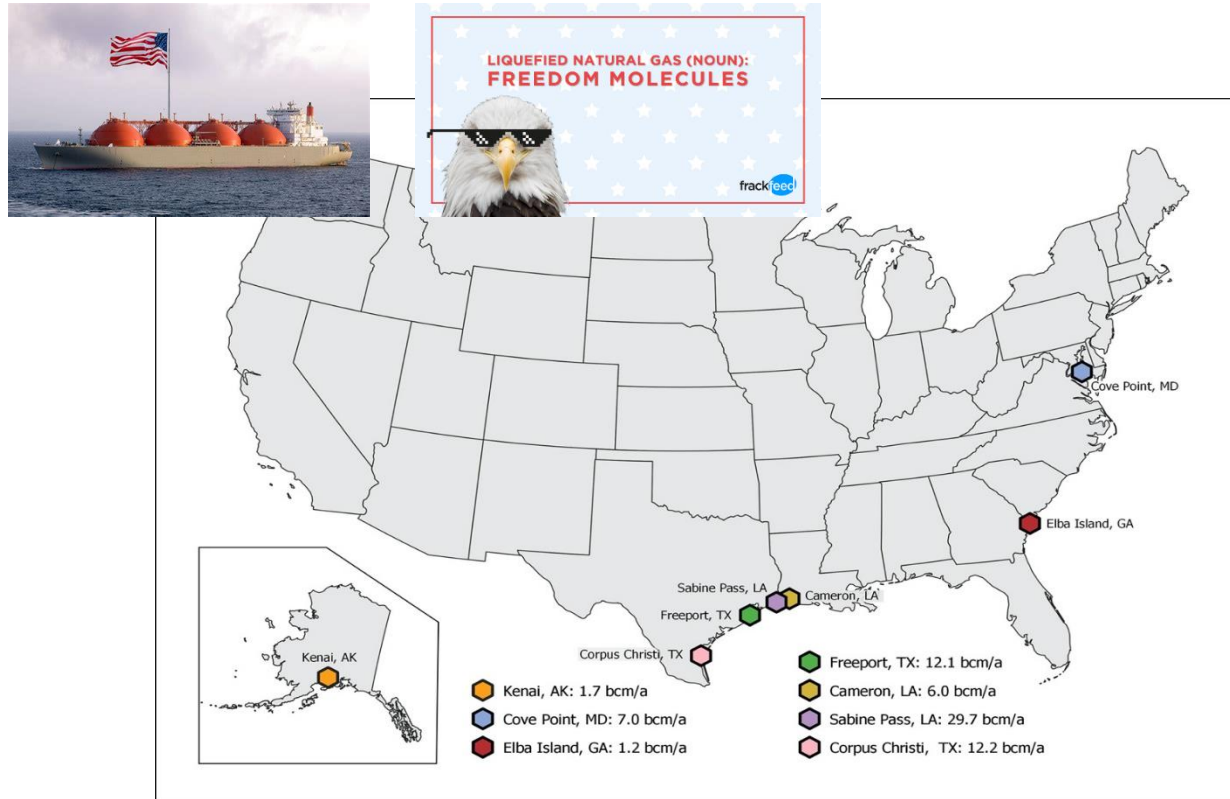 LIQUEFIED NATURAL GAS (NOUN):
FREEDOM MOLECULES
frackfeed
Cove Point, MD
Elba Island, GA
Sabine Pass, LA
Cameron, LA
Freeport, TX
Corpus Christi, TX
Kenai, AK
Kenai, AK: 1.7 bcm/a
Cove Point, MD: 7.0 bcm/a
Elba Island, GA: 1.2 bcm/a
Freeport, TX: 12.1 bcm/a
Cameron, LA: 6.0 bcm/a
Sabine Pass, LA: 29.7 bcm/a
Corpus Christi, TX: 12.2 bcm/a